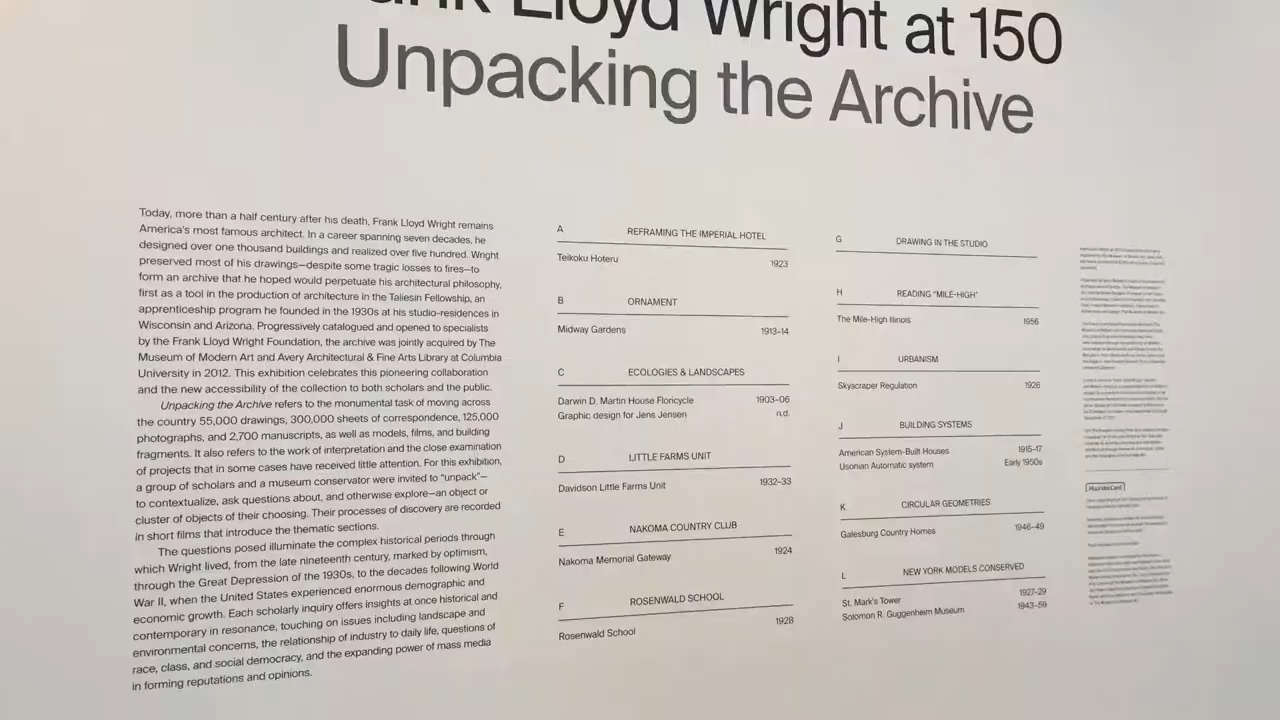 Lloyd Wright at 150
Unpacking the Archive
Today, more than a half century after his death, Frank Lloyd Wright remains
America's most famous architect. In a career spanning seven decades, he
designed over one thousand buildings and realized over five hundred. Wright
preserved most of his drawings—despite some tragic losses to fires—to
form an archive that he hoped would perpetuate his architectural philosophy,
first as a tool in the production of architecture in the Taliesin Fellowship, an
apprenticeship program he founded in the 1930s at his studio-residences in
Wisconsin and Arizona. Progressively catalogued and opened to specialists
by the Frank Lloyd Wright Foundation, the archive was jointly acquired by The
Museum of Modern Art and Avery Architectural & Fine Arts Library at Columbia
University in 2012. This exhibition celebrates this pioneering collaboration
and the new accessibility of the collection to both scholars and the public.
Unpacking the Archive refers to the monumental task of moving across
the country 55,000 drawings, 300,000 sheets of correspondence, 125,000
photographs, and 2,700 manuscripts, as well as models, films, and building
fragments. It also refers to the work of interpretation and the close examination
of projects that in some cases have received little attention. For this exhibition,
a group of scholars and a museum conservator were invited to "unpack"—
to contextualize, ask questions about, and otherwise explore—an object or
cluster of objects of their choosing. Their processes of discovery are recorded
in short films that introduce the thematic sections.
The questions posed illuminate the complex historical periods through
which Wright lived, from the late nineteenth century, marked by optimism,
through the Great Depression of the 1930s, to the decades following World
War II, when the United States experienced enormous demographic and
economic growth. Each scholarly inquiry offers insights at once historical and
contemporary in resonance, touching on issues including landscape and
environmental concerns, the relationship of industry to daily life, questions of
race, class, and social democracy, and the expanding power of mass media
in forming reputations and opinions.
A REFRAMING THE IMPERIAL HOTEL
Teikoku Hoteru 1923
B ORNAMENT
Midway Gardens 1913-14
C ECOLOGIES & LANDSCAPES
Darwin D. Martin House Floricycle 1903-06
Graphic design for Jens Jensen n.d.
D LITTLE FARMS UNIT
Davidson Little Farms Unit 1932-33
E NAKOMA COUNTRY CLUB
Nakoma Memorial Gateway 1924
F ROSENWALD SCHOOL
Rosenwald School 1928
G DRAWING IN THE STUDIO
H READING "MILE-HIGH"
The Mile-High Illinois 1956
I URBANISM
Skyscraper Regulation 1926
J BUILDING SYSTEMS
American System-Built Houses 1915-17
Usonian Automatic system Early 1950s
K CIRCULAR GEOMETRIES
Galesburg Country Homes 1946-49
L NEW YORK MODELS CONSERVED
St. Mark's Tower 1927-29
Solomon R. Guggenheim Museum 1943-59